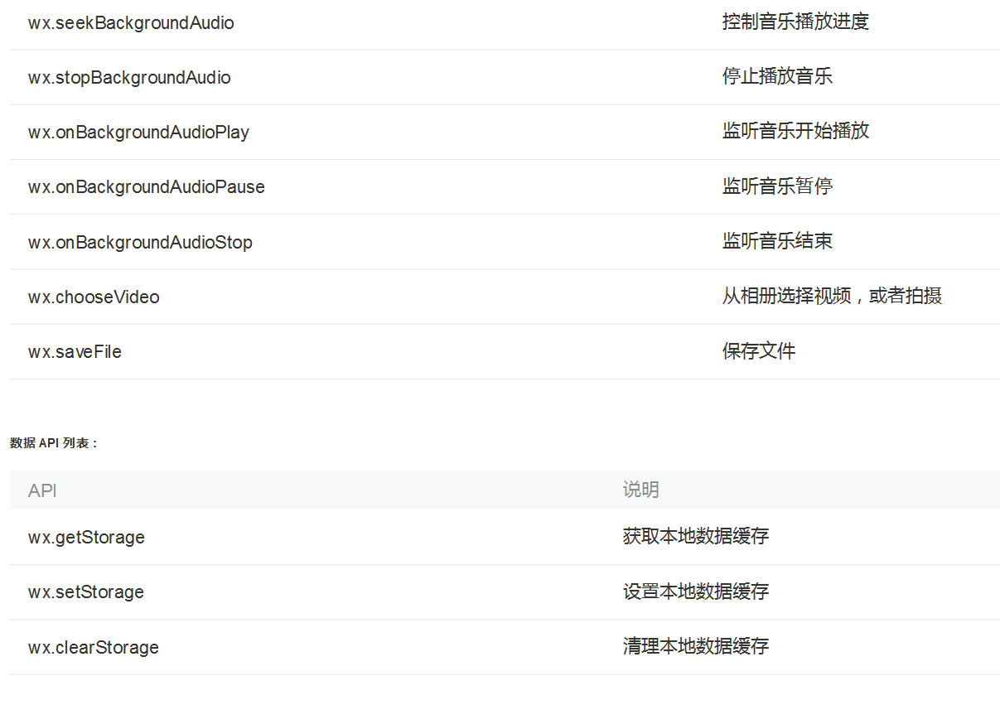 wx.seekBackgroundAudio 控制音乐播放进度
wx.stopBackgroundAudio 停止播放音乐
wx.onBackgroundAudioPlay 监听音乐开始播放
wx.onBackgroundAudioPause 监听音乐暂停
wx.onBackgroundAudioStop 监听音乐结束
wx.chooseVideo 从相册选择视频，或者拍摄
wx.saveFile 保存文件
数据 API 列表：
API 说明
wx.getStorage 获取本地数据缓存
wx.setStorage 设置本地数据缓存
wx.clearStorage 清理本地数据缓存